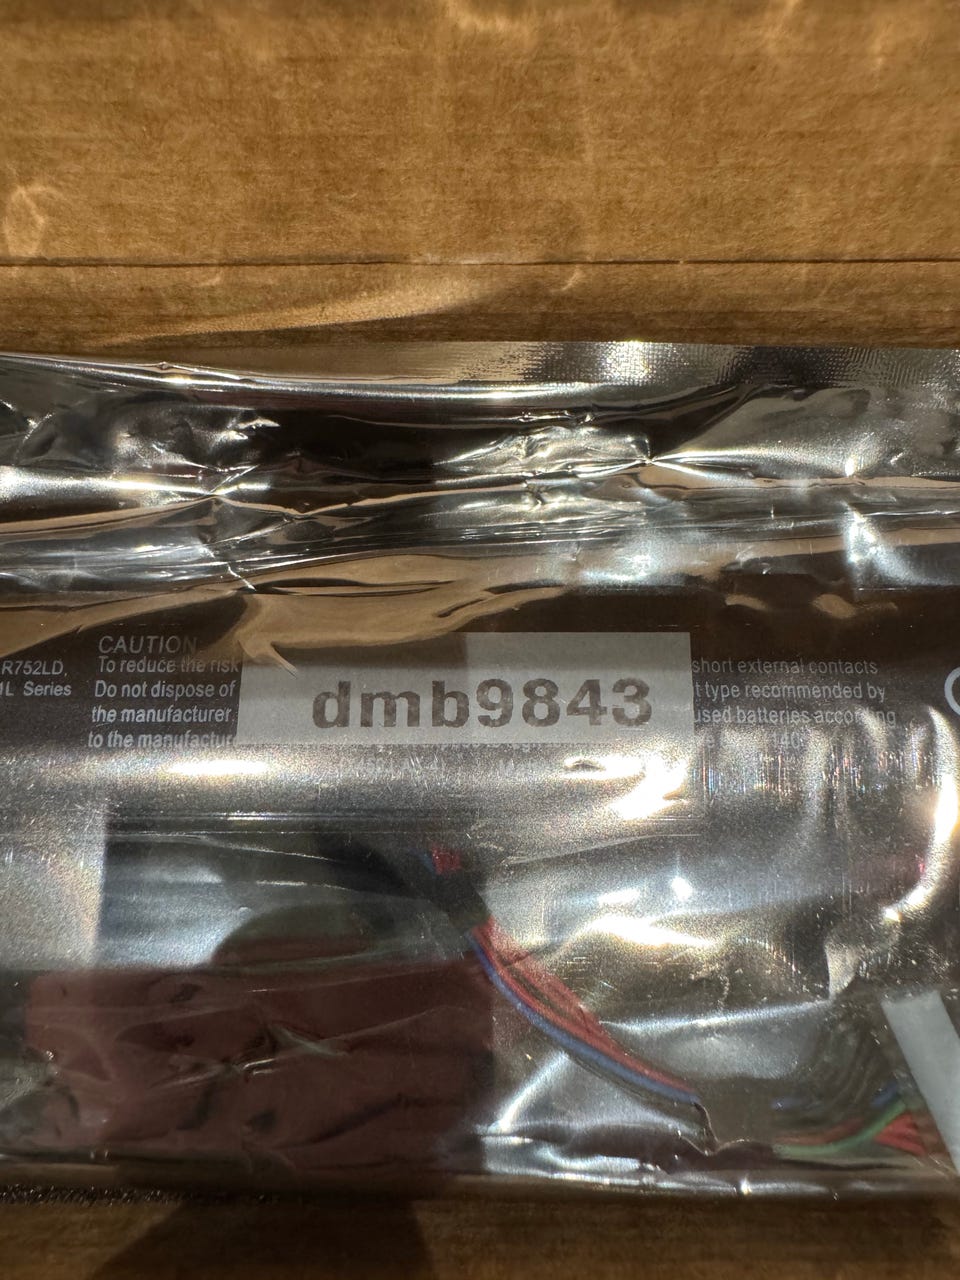 R752LD,
L Series
CAUTION
To reduce the risk
Do not dispose of
the manufacturer
to the manufactur
dmb9843
short external contacts
t type recommended by
used batteries according